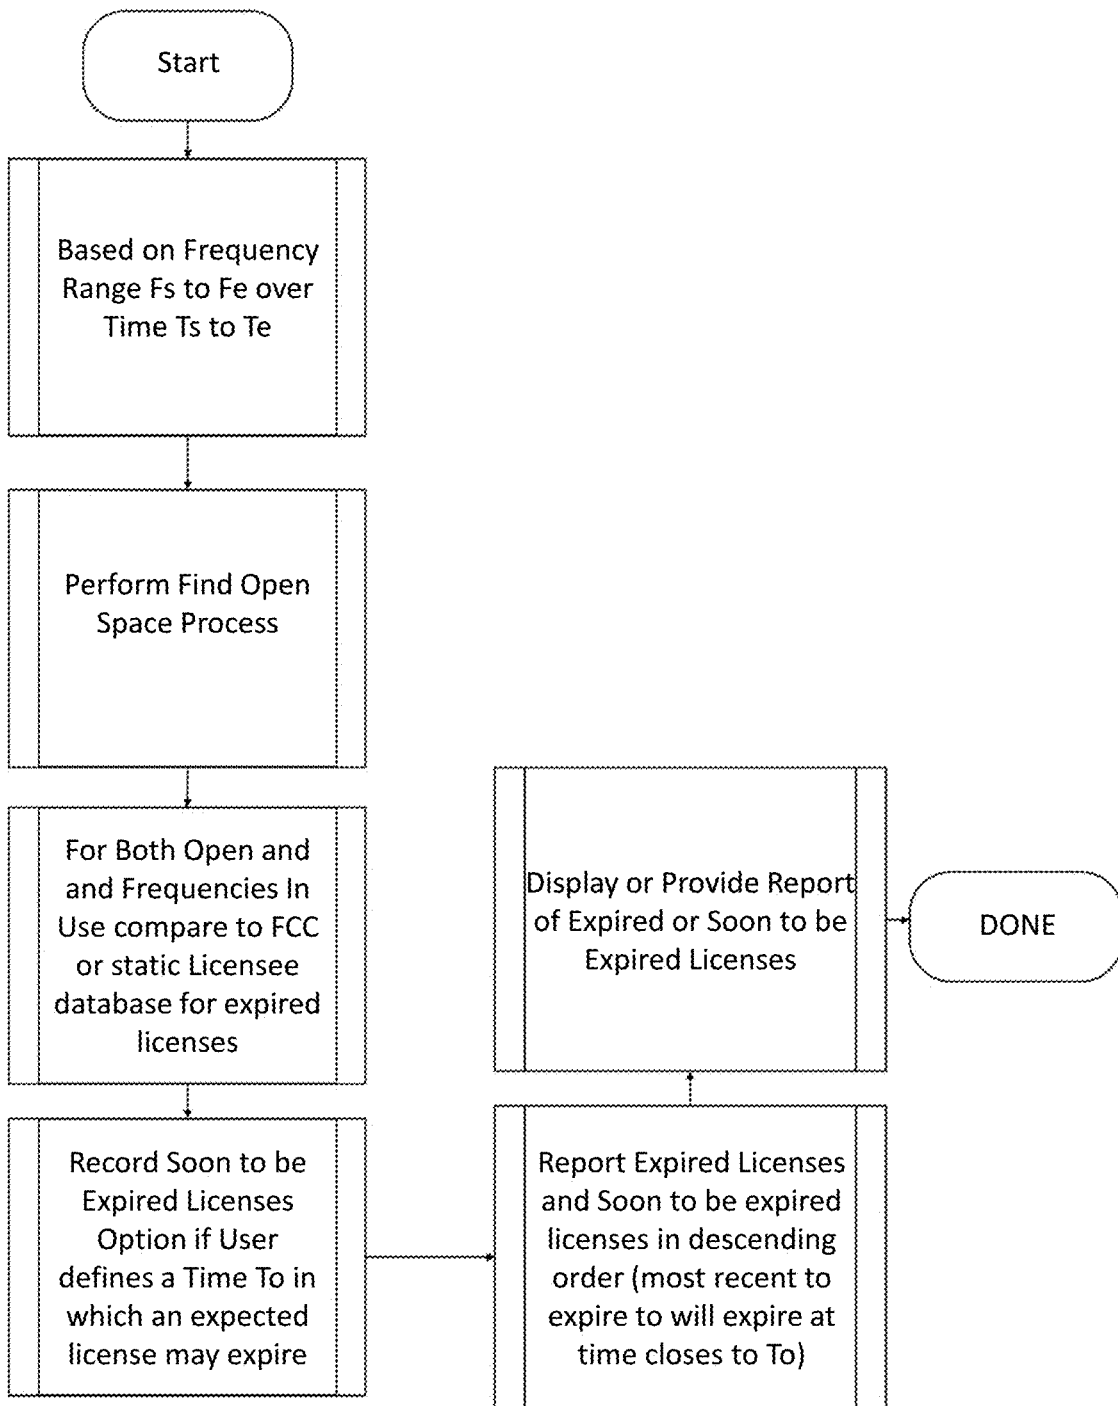 Start
Based on Frequency
Range Fs to Fe over
Time Ts to Te
Perform Find Open
Space Process
For Both Open and
and Frequencies In
Use compare to FCC
or static Licensee
database for expired
licenses
Record Soon to be
Expired Licenses
Option if User
defines a Time To in
which an expected
license may expire
Report Expired Licenses
and Soon to be expired
licenses in descending
order (most recent to
expire to will expire at
time closes to To)
Display or Provide Report
of Expired or Soon to be
Expired Licenses
DONE